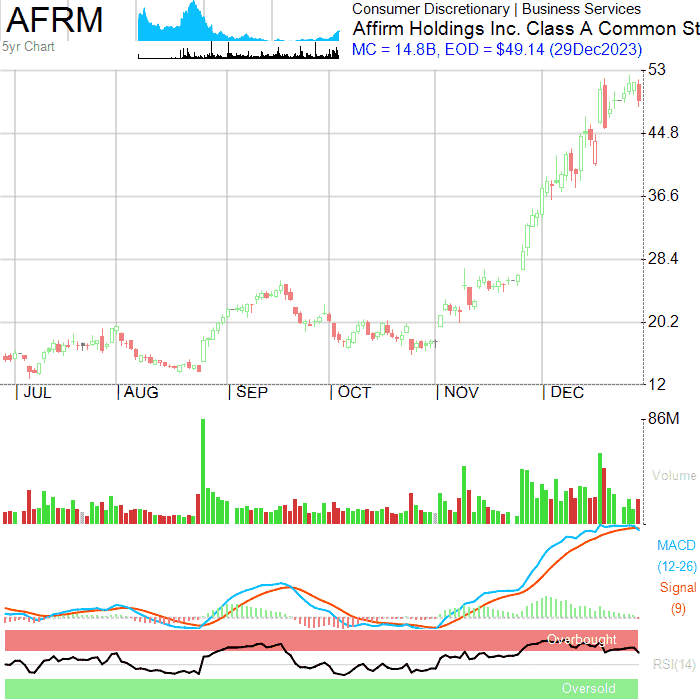 AFRM
5yr Chart
Consumer Discretionary | Business Services
Affirm Holdings Inc. Class A Common St
MC = 14.8B, EOD = $49.14 (29Dec2023)
53
44.8
36.6
28.4
20.2
12
| JUL | AUG | SEP | OCT | NOV | DEC
86M
Volume
MACD
(12-26)
Signal
(9)
Overbought
RSI(14)
Oversold